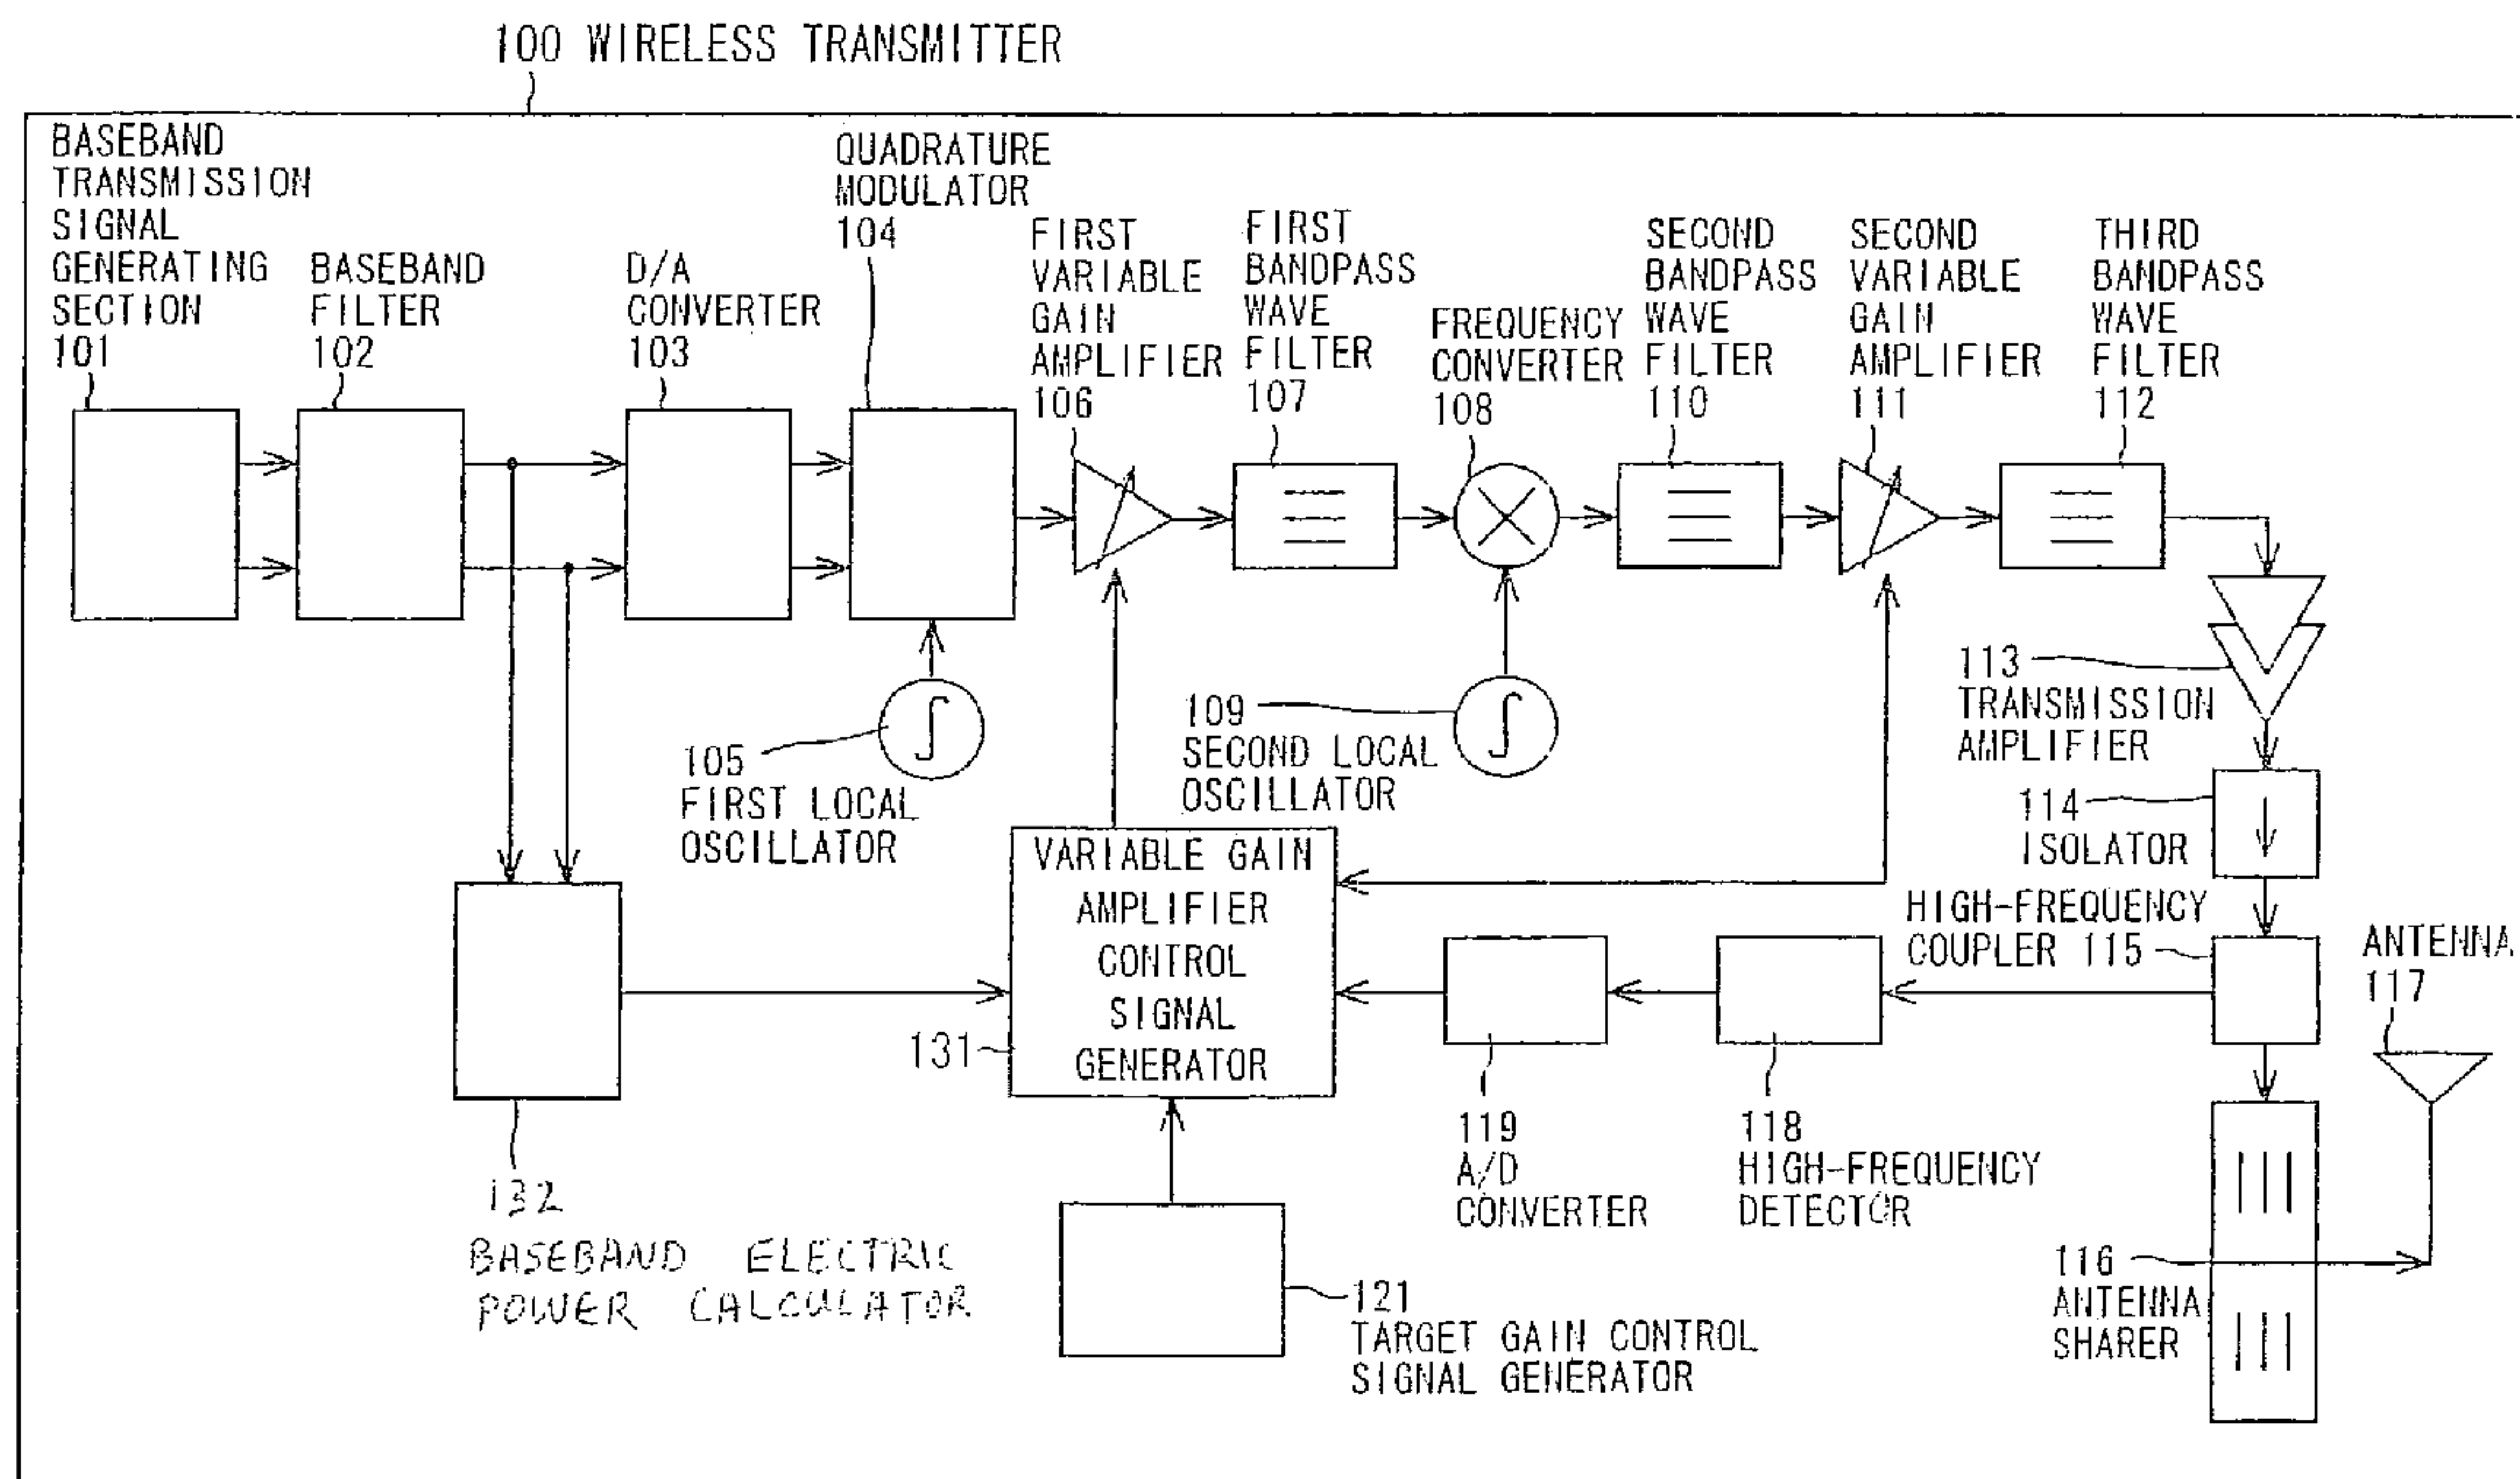 100 WIRELESS TRANSMITTER
BASEBAND
TRANSMISSION
SIGNAL
GENERATING
SECTION
101
BASEBAND
FILTER
102
D/A
CONVERTER
103
QUADRATURE
MODULATOR
104
FIRST
VARIABLE
GAIN
AMPLIFIER
106
FIRST
BANDPASS
WAVE
FILTER
107
FREQUENCY
CONVERTER
108
SECOND
BANDPASS
WAVE
FILTER
110
SECOND
VARIABLE
GAIN
AMPLIFIER
111
THIRD
BANDPASS
WAVE
FILTER
112
105
FIRST LOCAL
OSCILLATOR
109
SECOND LOCAL
OSCILLATOR
113
TRANSMISSION
AMPLIFIER
114
ISOLATOR
HIGH-FREQUENCY
COUPLER 115
ANTENNA
117
VARIABLE GAIN
AMPLIFIER
CONTROL
SIGNAL
GENERATOR
131
119
A/D
CONVERTER
118
HIGH-FREQUENCY
DETECTOR
132
BASEBAND ELECTRIC
POWER CALCULATOR
121
TARGET GAIN CONTROL
SIGNAL GENERATOR
116
ANTENNA
SHARER